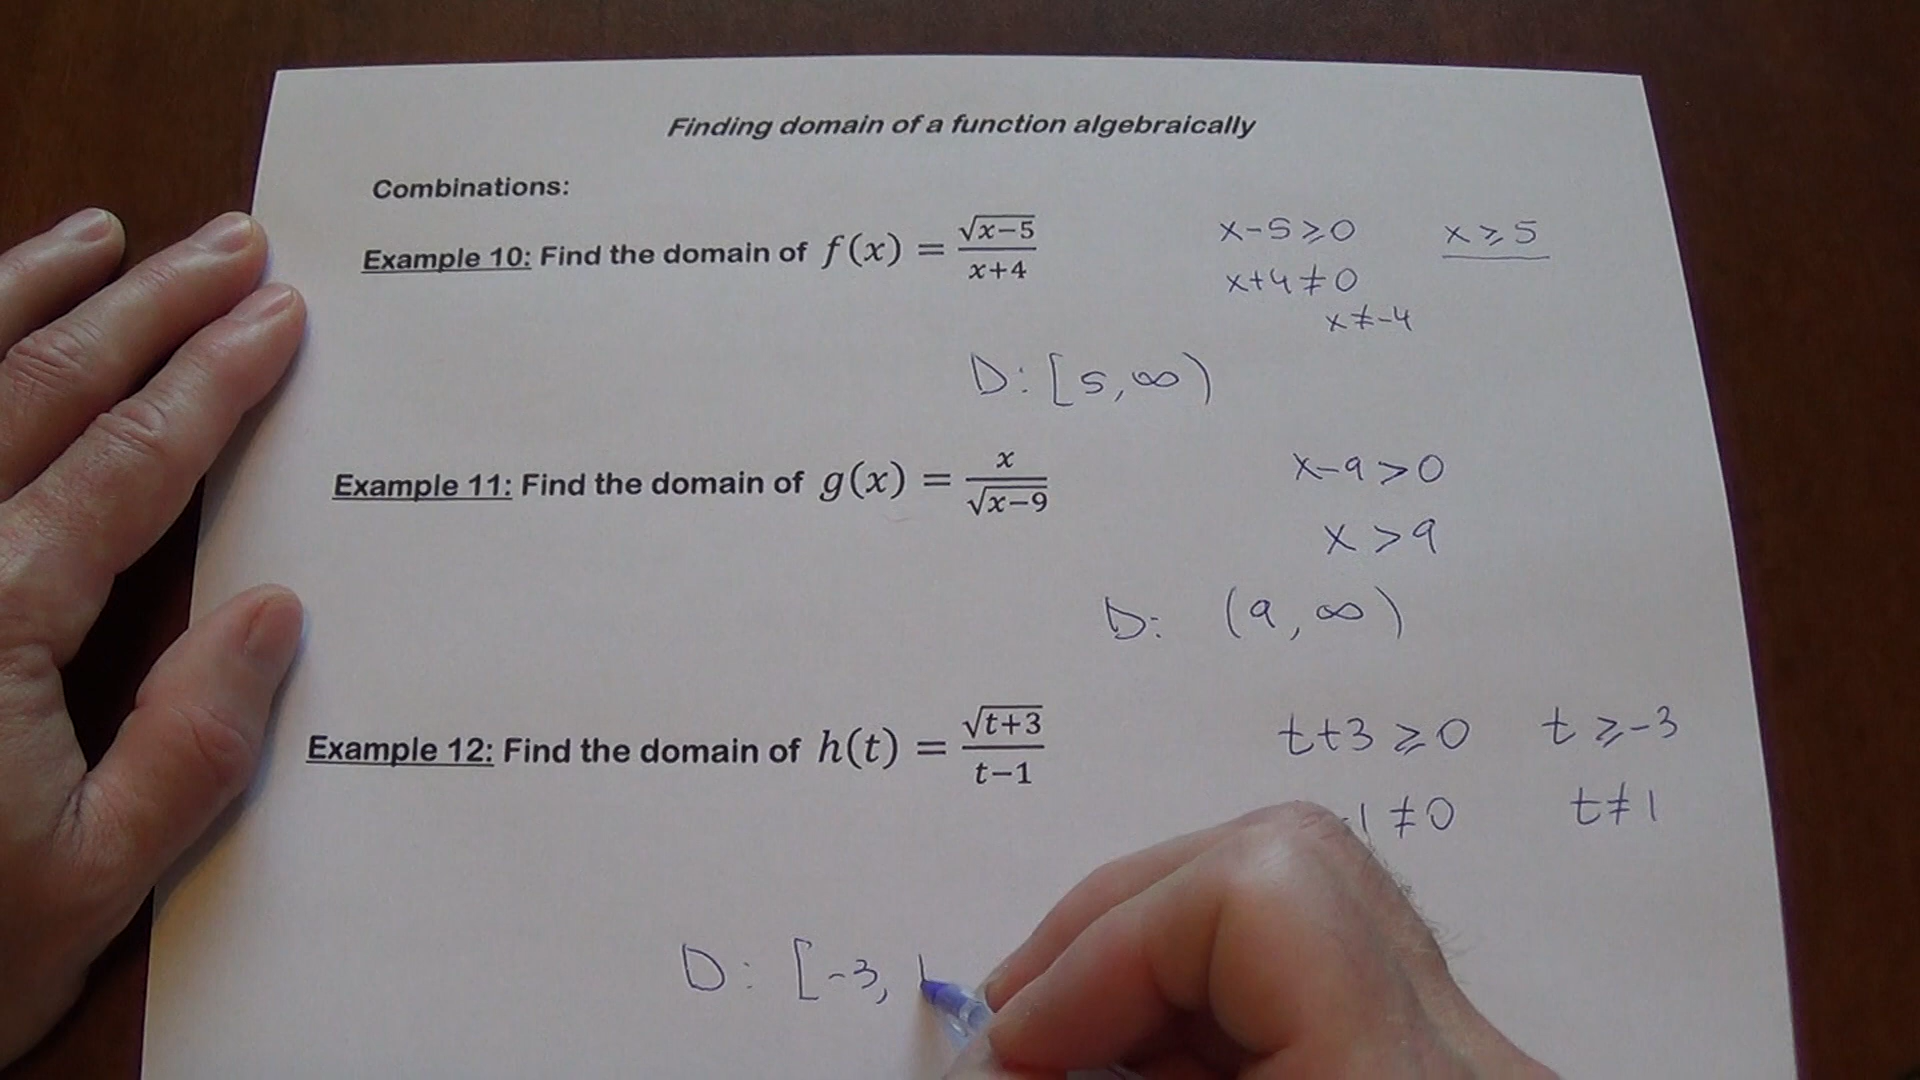 Finding domain of a function algebraically
Combinations:
Example 10: Find the domain of f(x) = √x−5 / x+4
x-5≥0 x≥5
x+4≠0
x≠-4
D: [5,∞)
Example 11: Find the domain of g(x) = x / √x−9
x-9>0
x>9
D: (9,∞)
Example 12: Find the domain of h(t) = √t+3 / t−1
t+3≥0 t≥-3
-1≠0 t≠1
D: [-3,